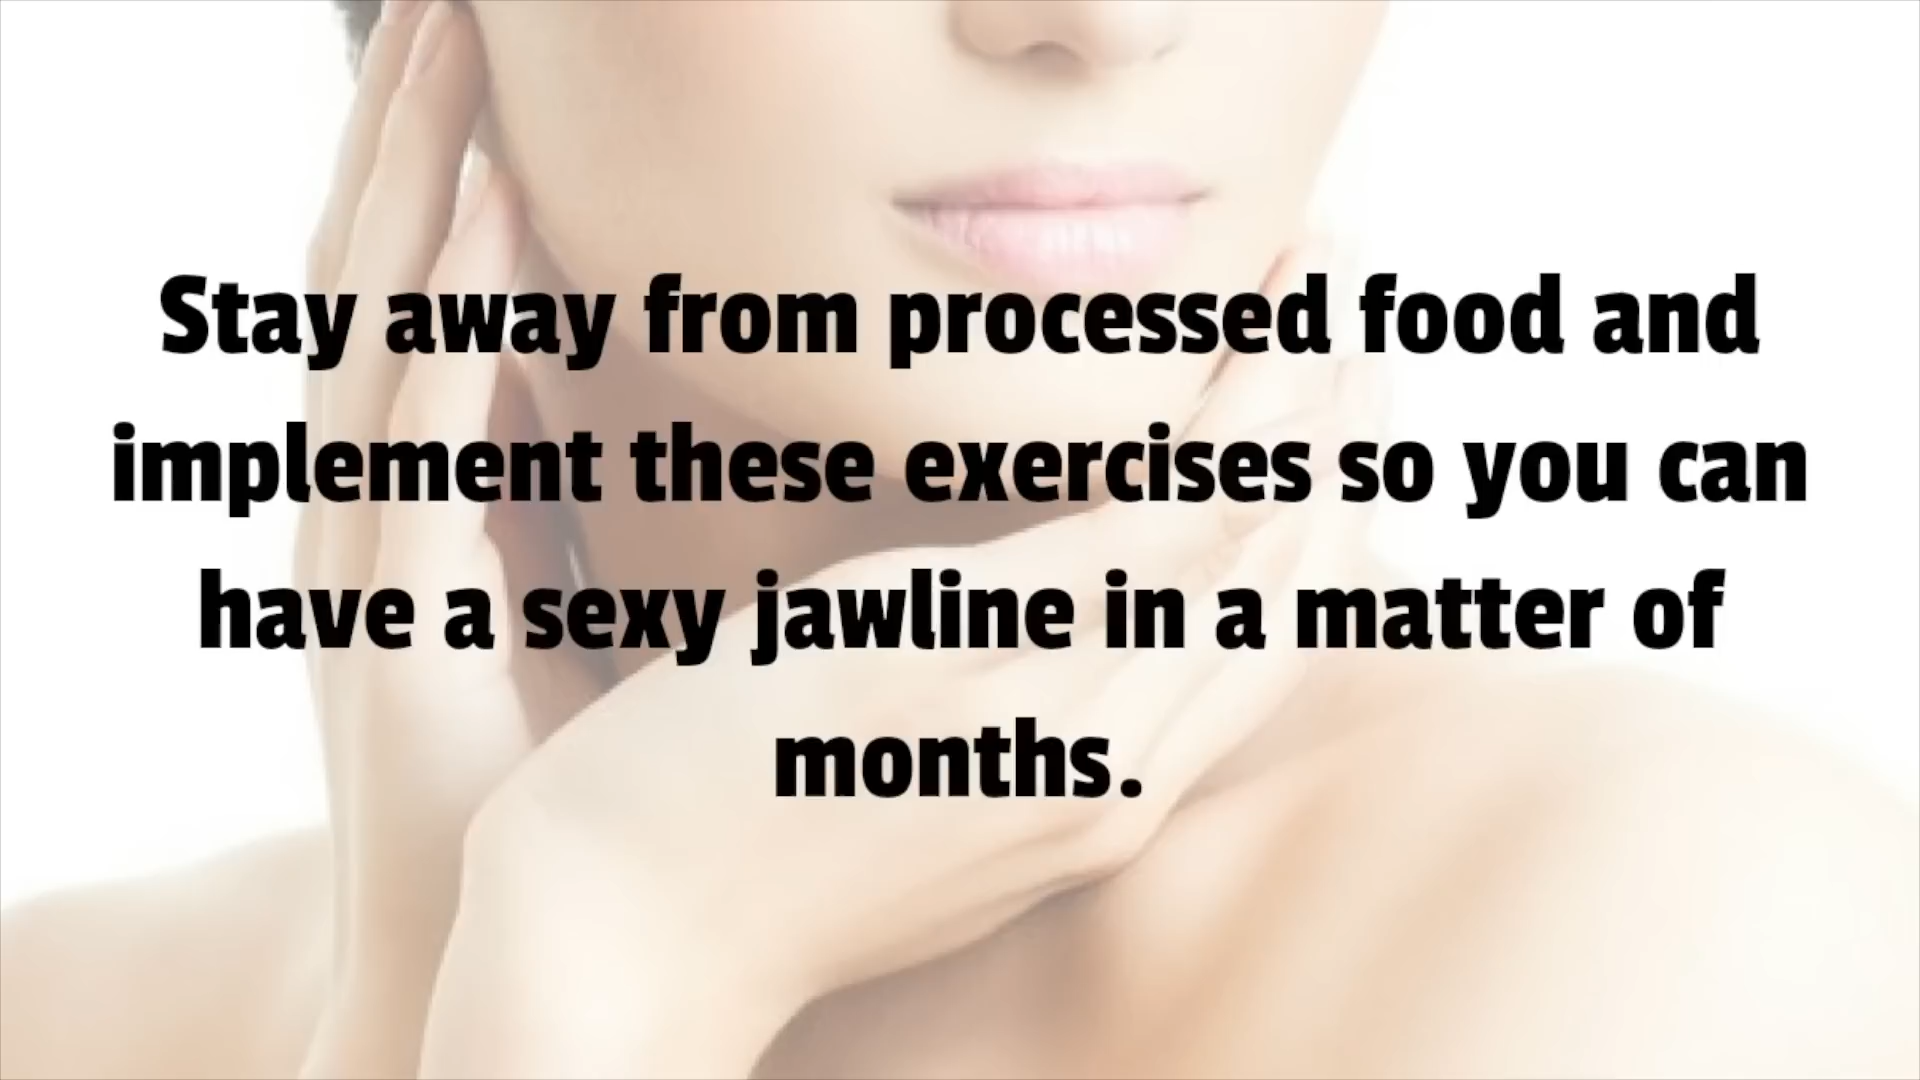 Stay away from processed food and
implement these exercises so you can
have a sexy jawline in a matter of
months.